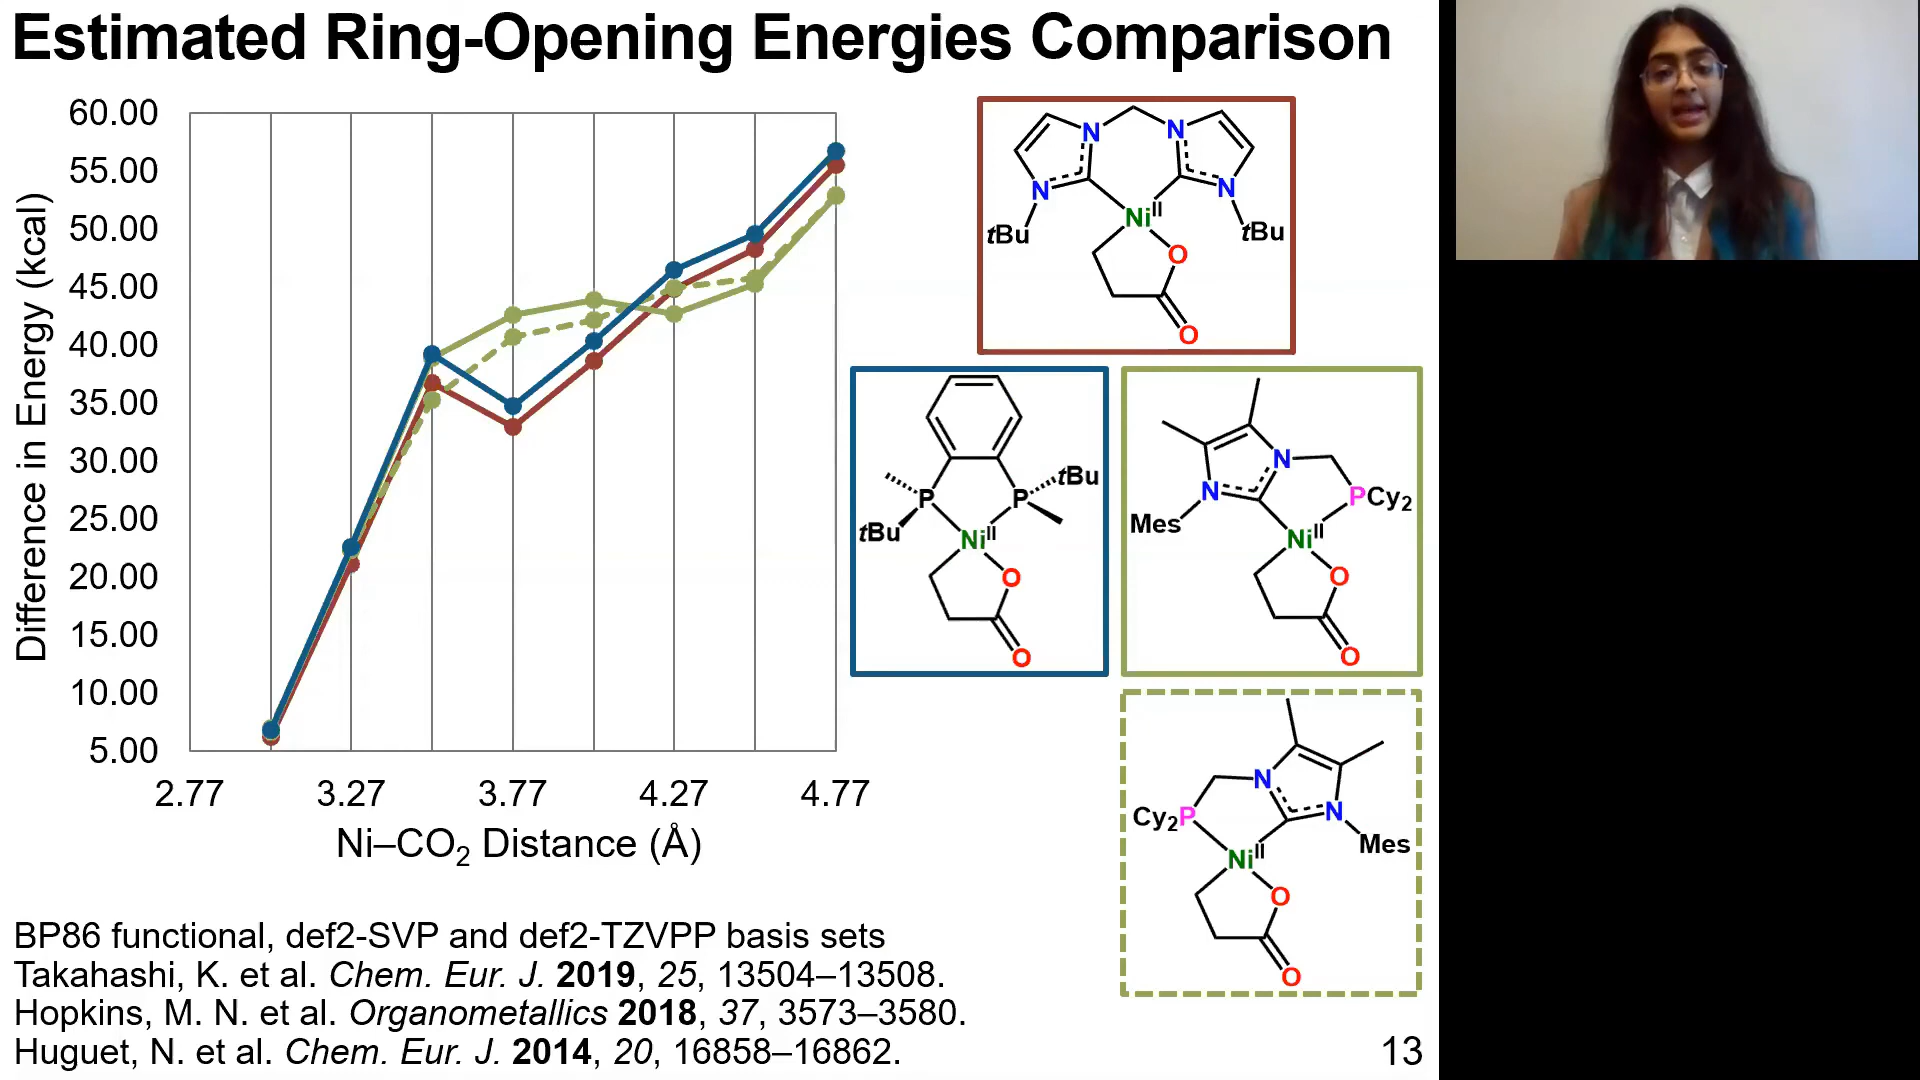 Estimated Ring-Opening Energies Comparison
60.00
55.00
50.00
45.00
40.00
35.00
30.00
25.00
20.00
15.00
10.00
5.00
Difference in Energy (kcal)
2.77 3.27 3.77 4.27 4.77
Ni–CO₂ Distance (Å)
N N
N N
tBu Niᴵᴵ tBu
O
O
tBu
P P
tBu
Niᴵᴵ
O
O
N
N PCy₂
Mes
Niᴵᴵ
O
O
N
Cy₂P N
Mes
Niᴵᴵ
O
O
BP86 functional, def2-SVP and def2-TZVPP basis sets
Takahashi, K. et al. Chem. Eur. J. 2019, 25, 13504–13508.
Hopkins, M. N. et al. Organometallics 2018, 37, 3573–3580.
Huguet, N. et al. Chem. Eur. J. 2014, 20, 16858–16862.
13